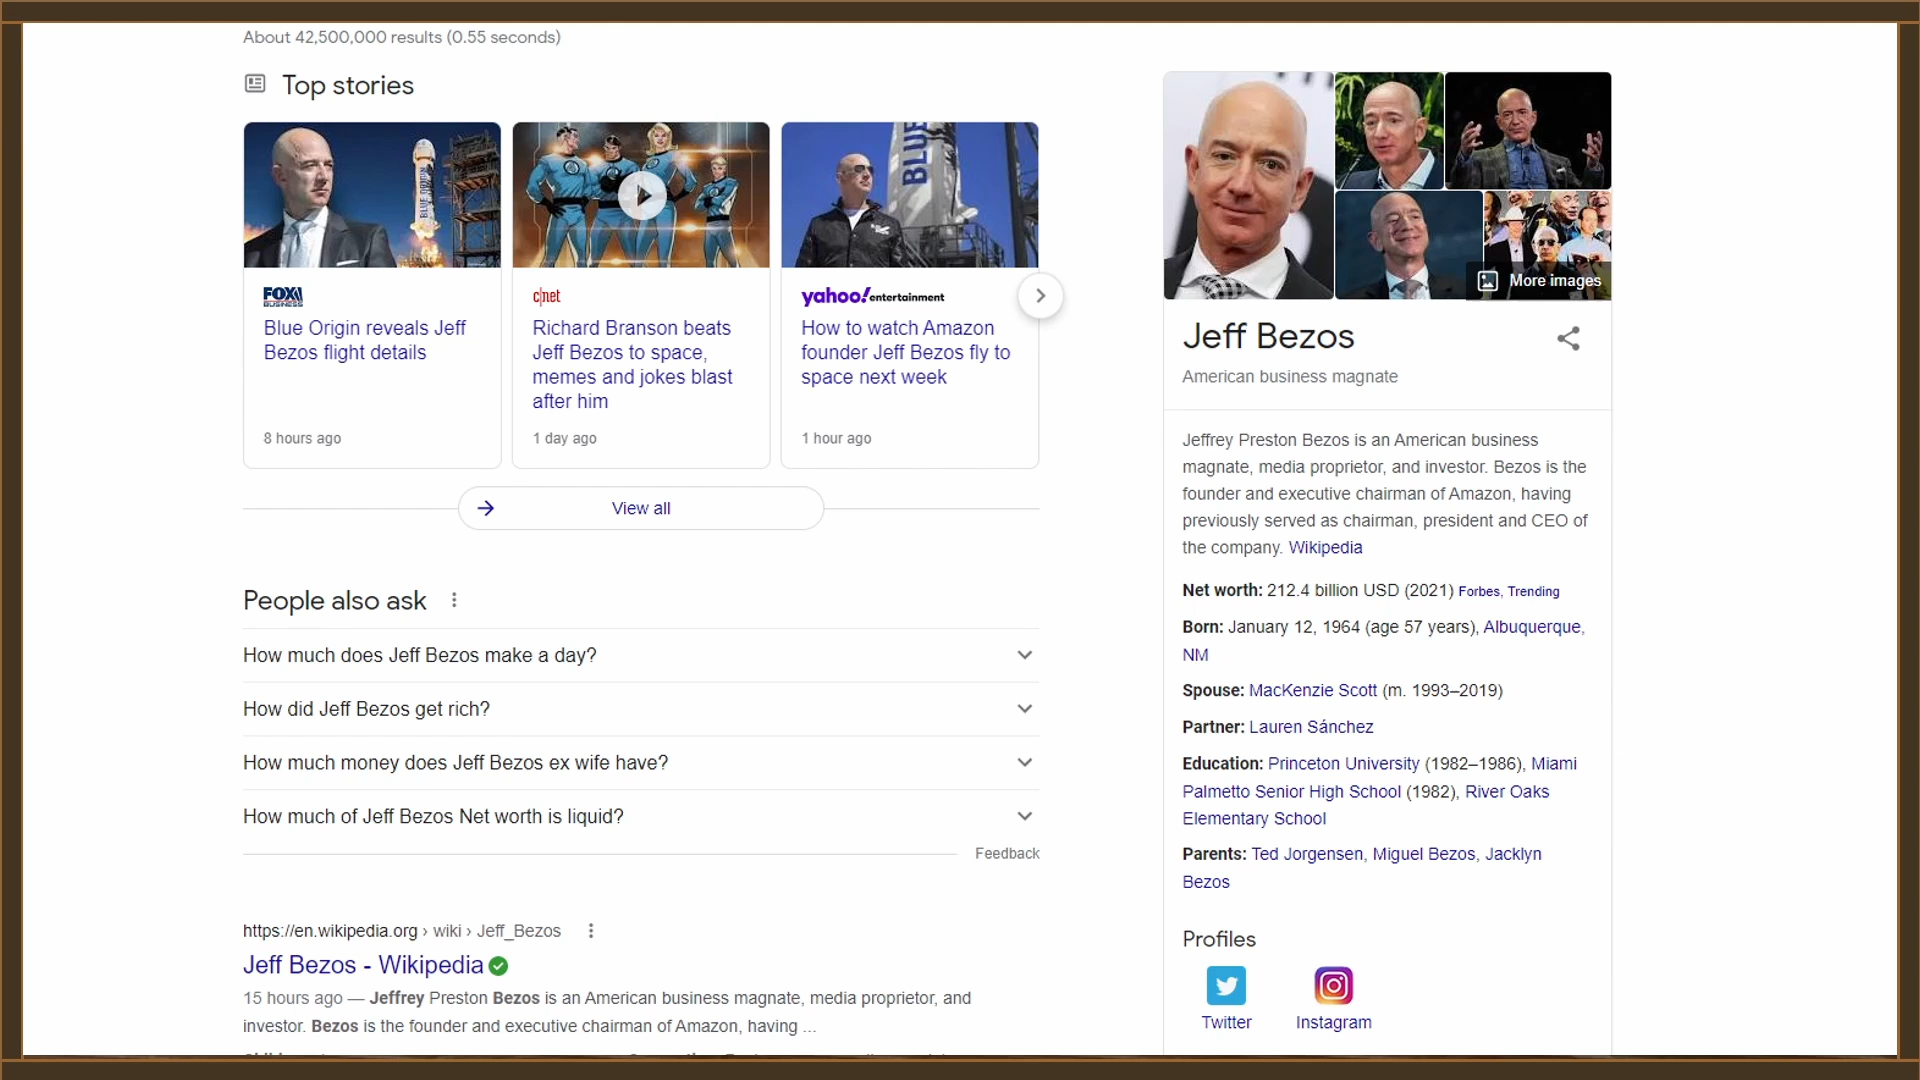 About 42,500,000 results (0.55 seconds)
Top stories
BLUE ORIGIN
BLUE
FOX
BUSINESS
Blue Origin reveals Jeff
Bezos flight details
8 hours ago
c|net
Richard Branson beats
Jeff Bezos to space,
memes and jokes blast
after him
1 day ago
yahoo!entertainment
How to watch Amazon
founder Jeff Bezos fly to
space next week
1 hour ago
View all
People also ask
How much does Jeff Bezos make a day?
How did Jeff Bezos get rich?
How much money does Jeff Bezos ex wife have?
How much of Jeff Bezos Net worth is liquid?
Feedback
https://en.wikipedia.org › wiki › Jeff_Bezos
Jeff Bezos - Wikipedia
15 hours ago — Jeffrey Preston Bezos is an American business magnate, media proprietor, and
investor. Bezos is the founder and executive chairman of Amazon, having ...
More images
Jeff Bezos
American business magnate
Jeffrey Preston Bezos is an American business
magnate, media proprietor, and investor. Bezos is the
founder and executive chairman of Amazon, having
previously served as chairman, president and CEO of
the company. Wikipedia
Net worth: 212.4 billion USD (2021) Forbes, Trending
Born: January 12, 1964 (age 57 years), Albuquerque,
NM
Spouse: MacKenzie Scott (m. 1993–2019)
Partner: Lauren Sánchez
Education: Princeton University (1982–1986), Miami
Palmetto Senior High School (1982), River Oaks
Elementary School
Parents: Ted Jorgensen, Miguel Bezos, Jacklyn
Bezos
Profiles
Twitter
Instagram